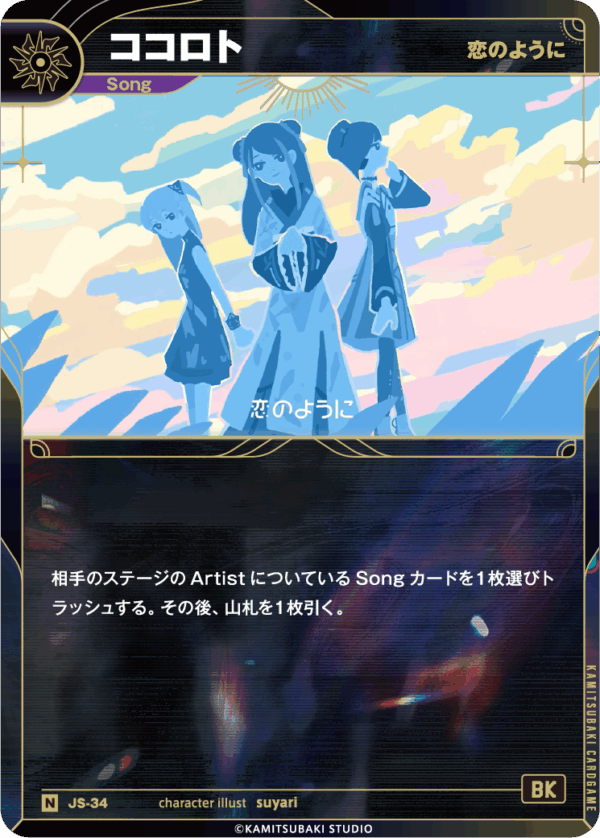 ココロト
恋のように
Song
恋のように
相手のステージの Artist についている Song カードを1枚選びト
ラッシュする。その後、山札を1枚引く。
KAMITSUBAKI CARDGAME
BK
N JS-34 character illust suyari
©KAMITSUBAKI STUDIO